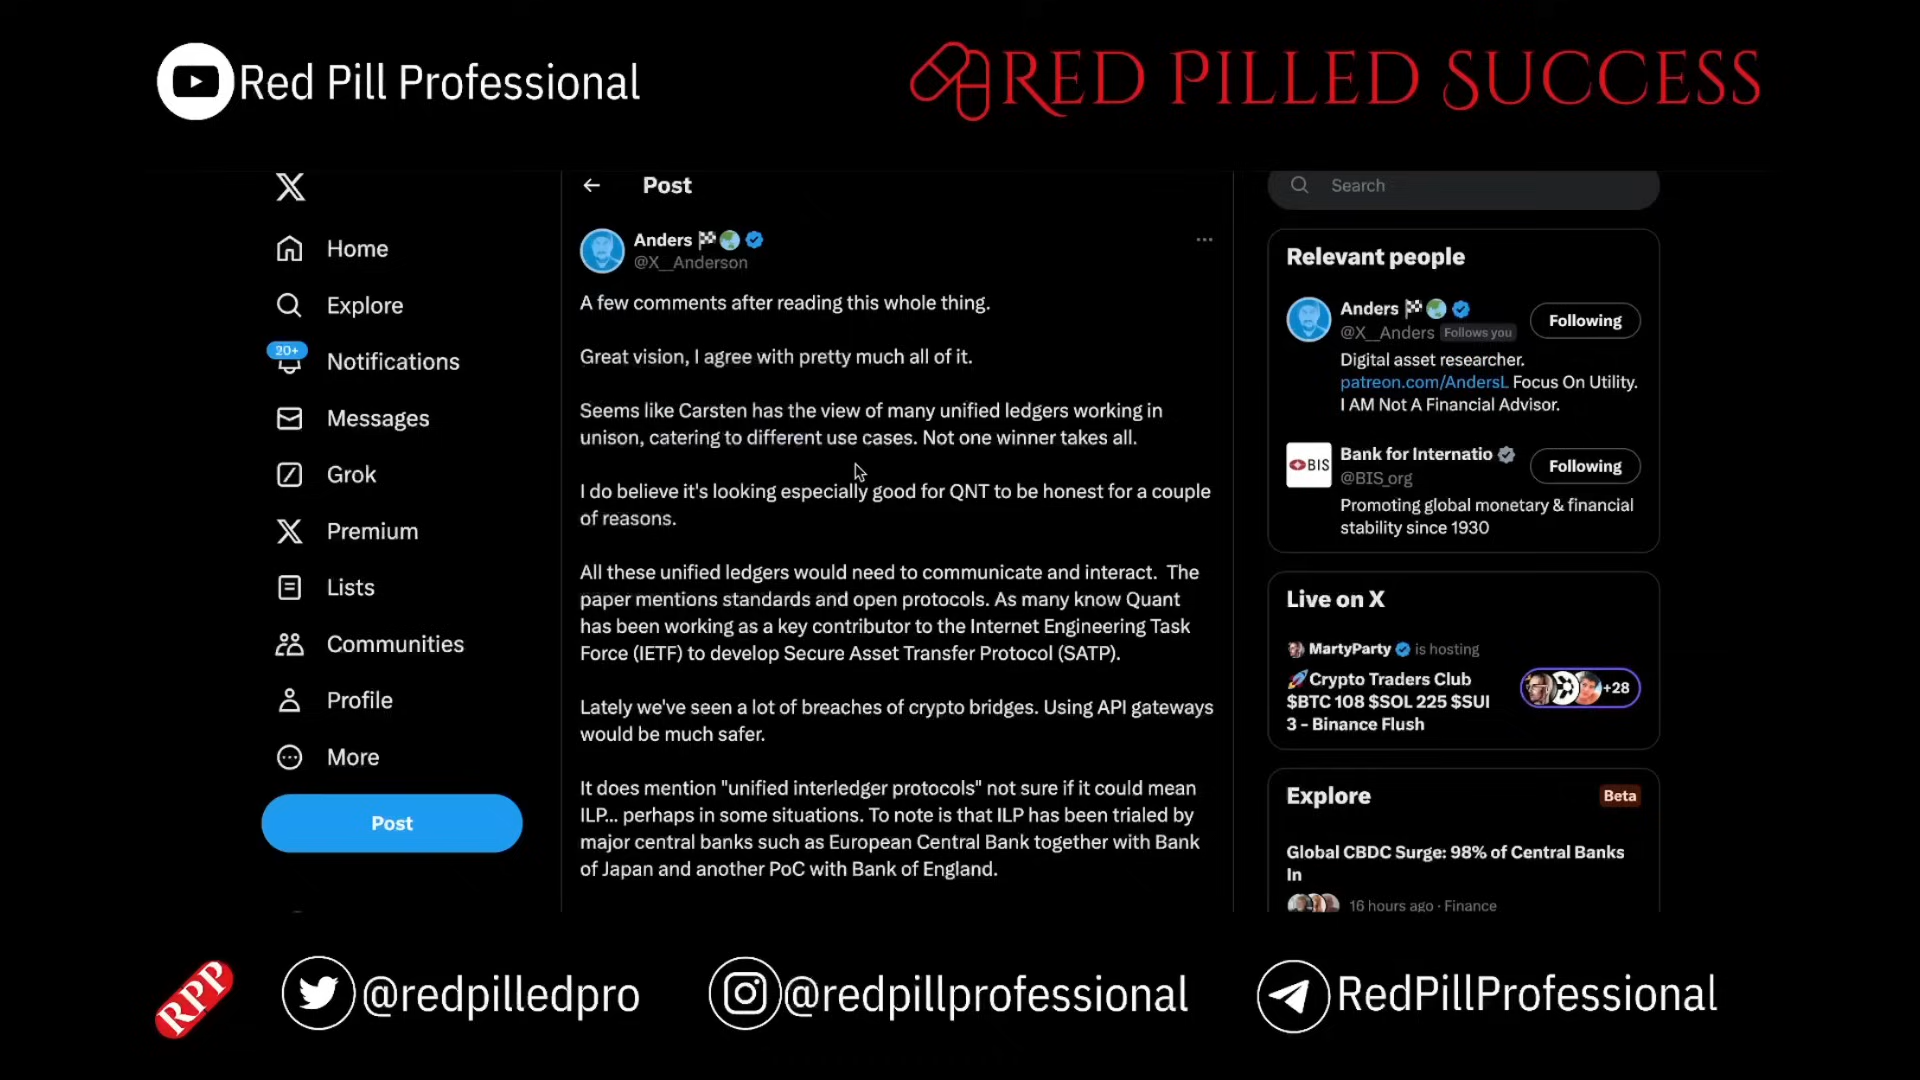 Red Pill Professional
RED PILLED SUCCESS
Post
Search
Anders
@X__Anderson
Home
Explore
20+
Notifications
Messages
Grok
Premium
Lists
Communities
Profile
More
Post
A few comments after reading this whole thing.
Great vision, I agree with pretty much all of it.
Seems like Carsten has the view of many unified ledgers working in
unison, catering to different use cases. Not one winner takes all.
I do believe it's looking especially good for QNT to be honest for a couple
of reasons.
All these unified ledgers would need to communicate and interact.  The
paper mentions standards and open protocols. As many know Quant
has been working as a key contributor to the Internet Engineering Task
Force (IETF) to develop Secure Asset Transfer Protocol (SATP).
Lately we've seen a lot of breaches of crypto bridges. Using API gateways
would be much safer.
It does mention "unified interledger protocols" not sure if it could mean
ILP... perhaps in some situations. To note is that ILP has been trialed by
major central banks such as European Central Bank together with Bank
of Japan and another PoC with Bank of England.
Relevant people
Anders
Following
@X__Anders Follows you
Digital asset researcher.
patreon.com/AndersL Focus On Utility.
I AM Not A Financial Advisor.
BIS
Bank for Internatio
Following
@BIS_org
Promoting global monetary & financial
stability since 1930
Live on X
MartyParty is hosting
🚀Crypto Traders Club
$BTC 108 $SOL 225 $SUI
3 - Binance Flush
+28
Explore
Beta
Global CBDC Surge: 98% of Central Banks
In
16 hours ago · Finance
RPP
@redpilledpro
@redpillprofessional
RedPillProfessional